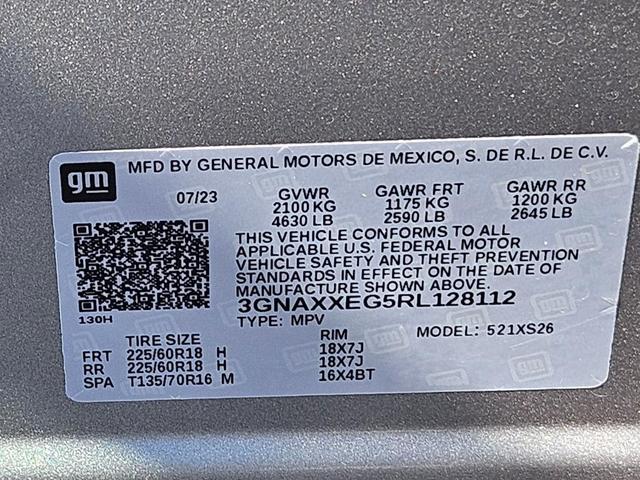 gm
MFD BY GENERAL MOTORS DE MEXICO, S. DE R.L. DE C.V.
07/23
GVWR GAWR FRT GAWR RR
2100 KG 1175 KG 1200 KG
4630 LB 2590 LB 2645 LB
THIS VEHICLE CONFORMS TO ALL
APPLICABLE U.S. FEDERAL MOTOR
VEHICLE SAFETY AND THEFT PREVENTION
STANDARDS IN EFFECT ON THE DATE OF
MANUFACTURE SHOWN ABOVE.
3GNAXXEG5RL128112
130H
TYPE: MPV MODEL: 521XS26
TIRE SIZE RIM
FRT 225/60R18 H 18X7J
RR 225/60R18 H 18X7J
SPA T135/70R16 M 16X4BT